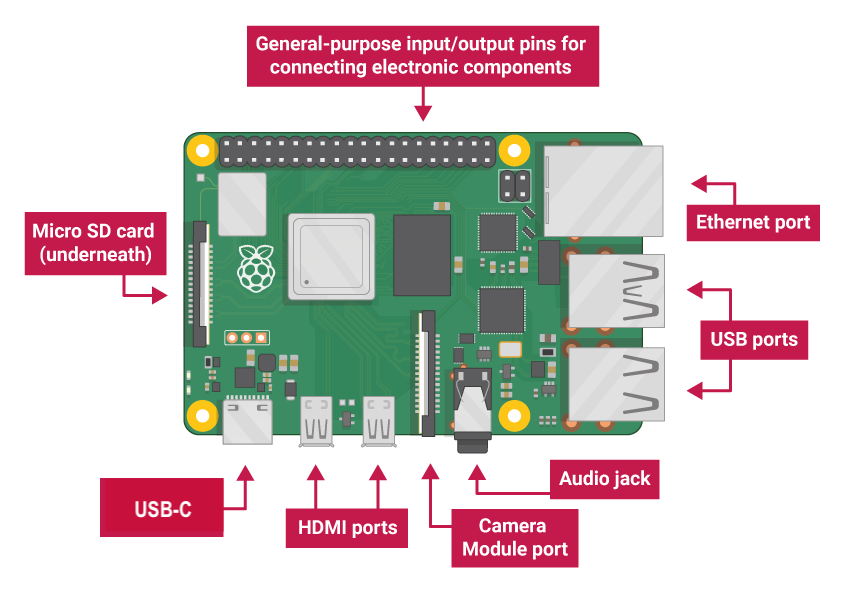 General-purpose input/output pins for
connecting electronic components
Ethernet port
Micro SD card
(underneath)
USB ports
Audio jack
USB-C
HDMI ports
Camera
Module port